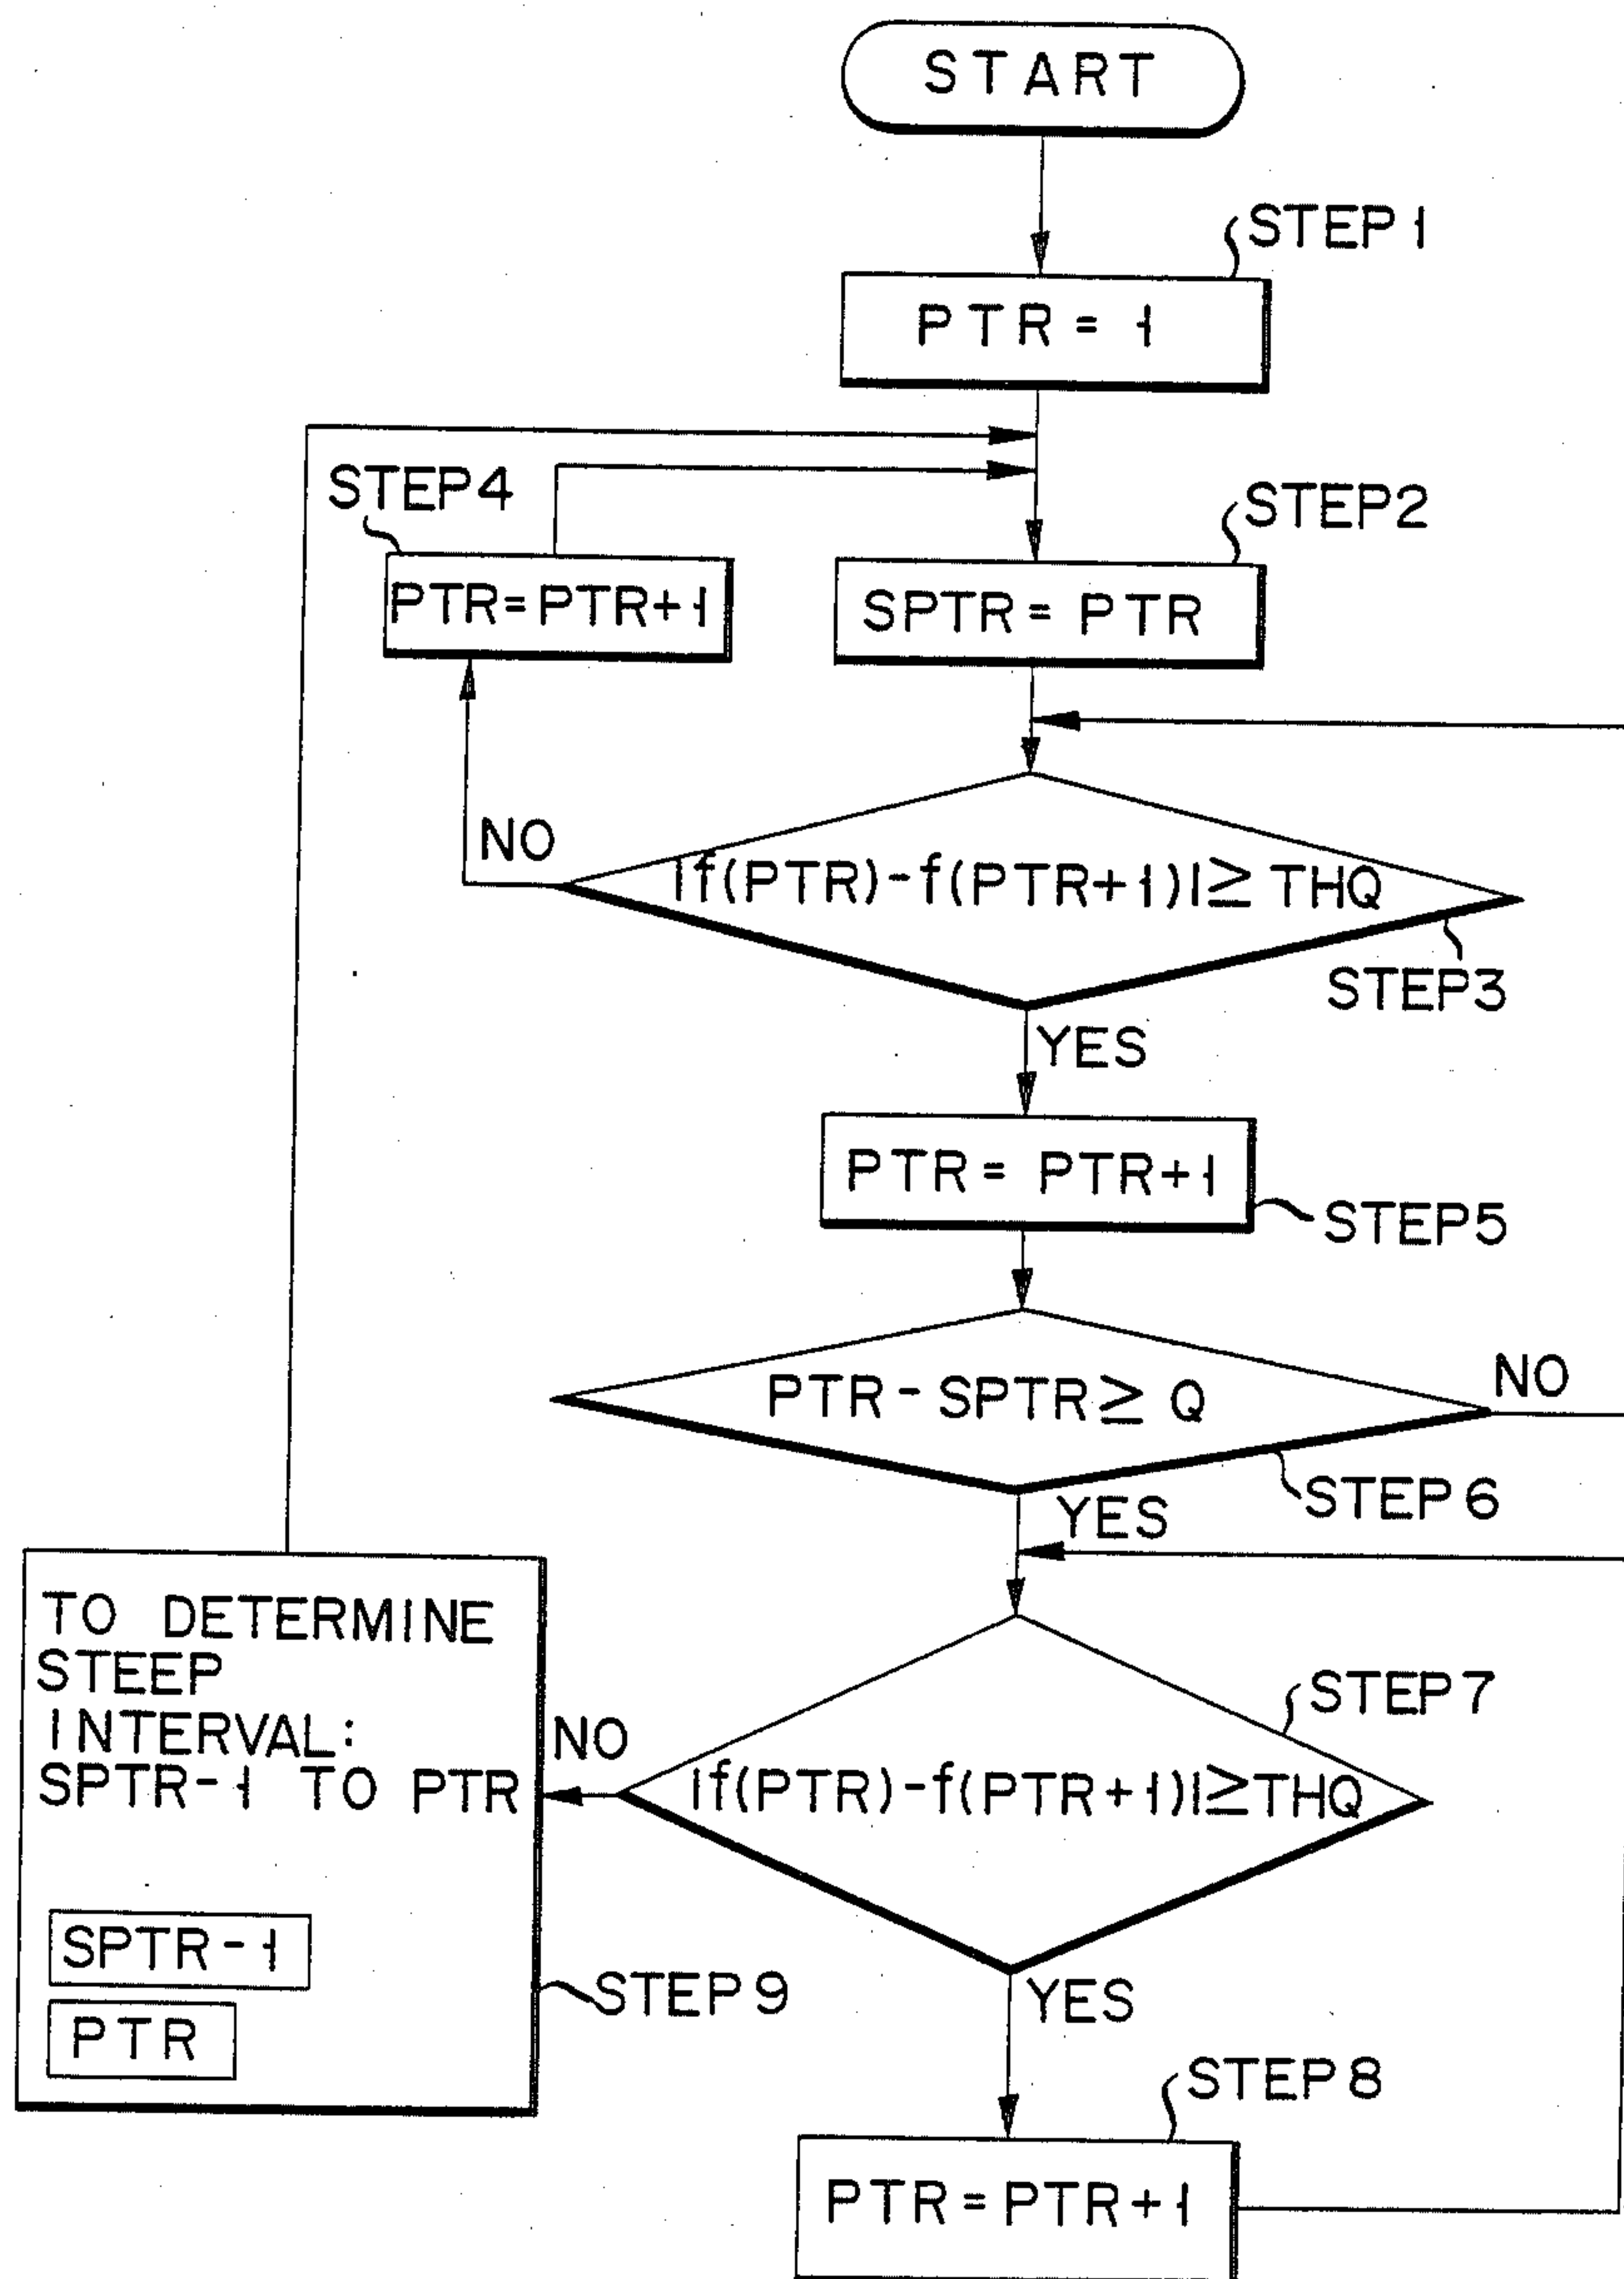 START
STEP 1
PTR = 1
STEP4
STEP2
PTR=PTR+1
SPTR = PTR
NO
|f(PTR)-f(PTR+1)|≥ THQ
STEP3
YES
PTR = PTR+1
STEP5
PTR - SPTR ≥ Q
NO
STEP 6
YES
TO DETERMINE
STEEP
INTERVAL:
SPTR-1 TO PTR
STEP7
NO
|f(PTR)-f(PTR+1)|≥THQ
SPTR-1
PTR
STEP 9
YES
STEP 8
PTR = PTR+1